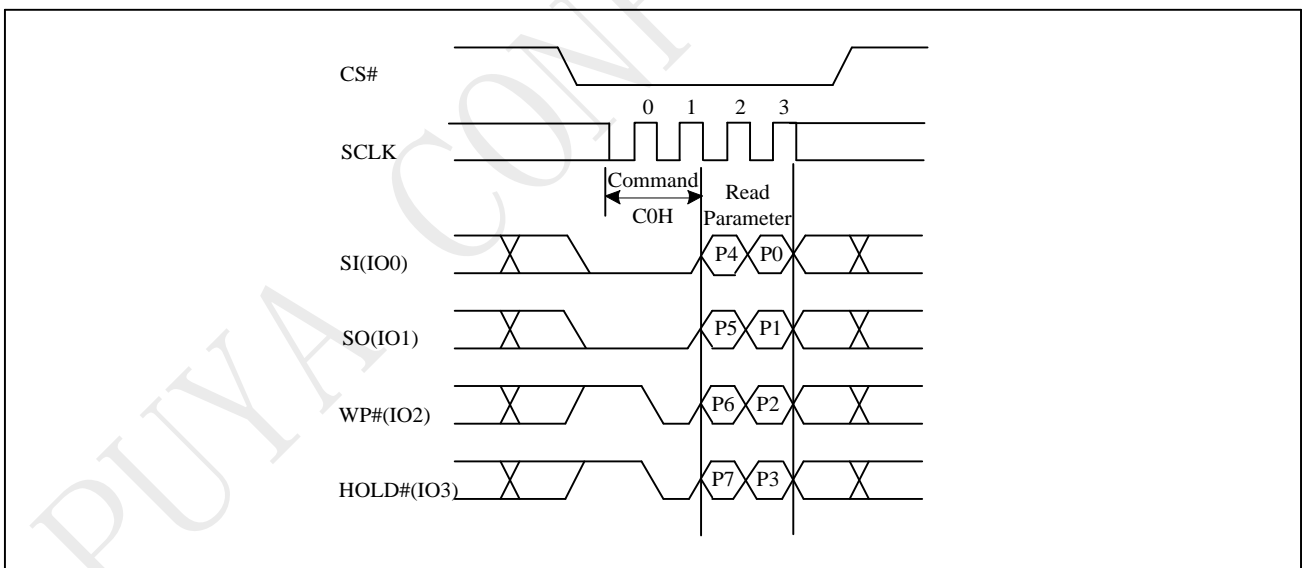 PUYA CONF
CS#
0 1 2 3
SCLK
Command Read
C0H Parameter
SI(IO0) P4 P0
SO(IO1) P5 P1
WP#(IO2) P6 P2
HOLD#(IO3) P7 P3